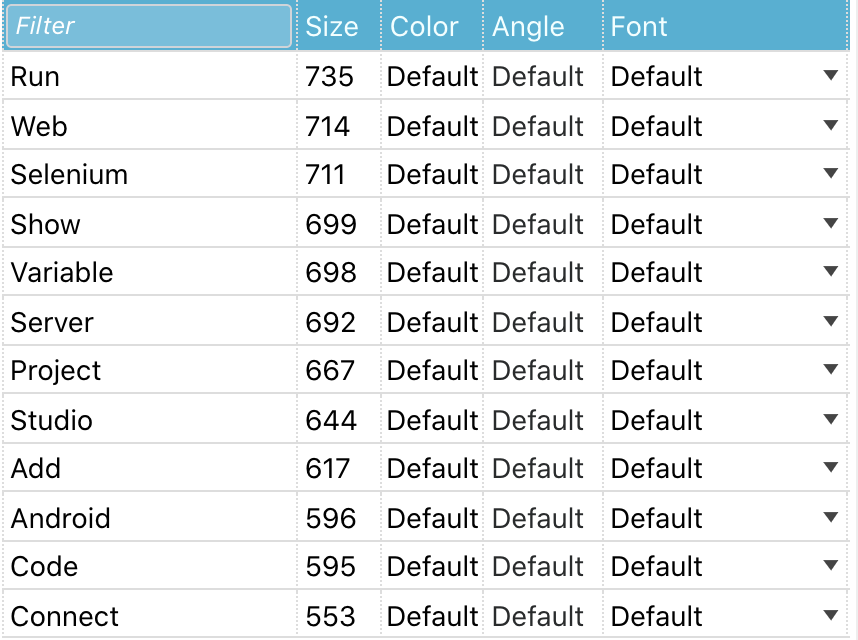 Filter Size Color Angle Font
Run 735 Default Default Default
Web 714 Default Default Default
Selenium 711 Default Default Default
Show 699 Default Default Default
Variable 698 Default Default Default
Server 692 Default Default Default
Project 667 Default Default Default
Studio 644 Default Default Default
Add 617 Default Default Default
Android 596 Default Default Default
Code 595 Default Default Default
Connect 553 Default Default Default